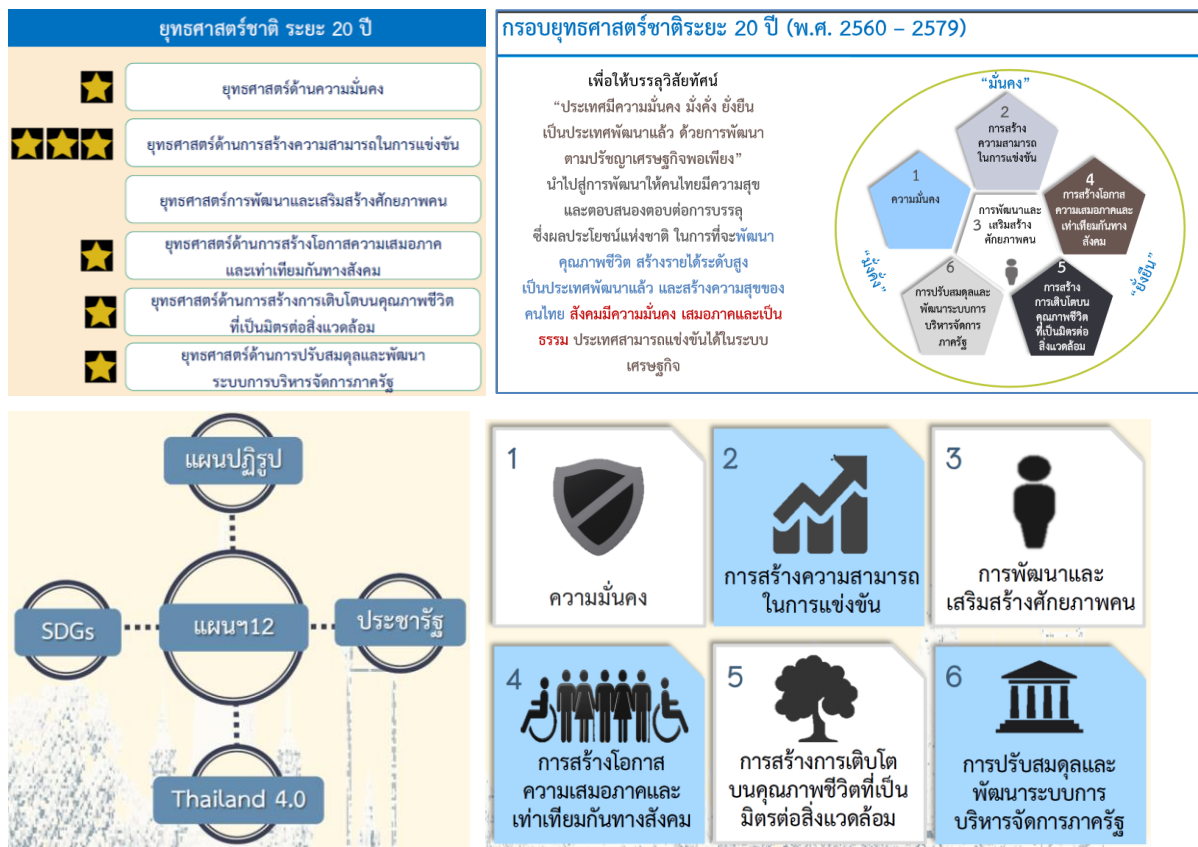 ยุทธศาสตร์ชาติ ระยะ 20 ปี
ยุทธศาสตร์ด้านความมั่นคง
ยุทธศาสตร์ด้านการสร้างความสามารถในการแข่งขัน
ยุทธศาสตร์การพัฒนาและเสริมสร้างศักยภาพคน
ยุทธศาสตร์ด้านการสร้างโอกาสความเสมอภาค
และเท่าเทียมกันทางสังคม
ยุทธศาสตร์ด้านการสร้างการเติบโตบนคุณภาพชีวิต
ที่เป็นมิตรต่อสิ่งแวดล้อม
ยุทธศาสตร์ด้านการปรับสมดุลและพัฒนา
ระบบการบริหารจัดการภาครัฐ
กรอบยุทธศาสตร์ชาติระยะ 20 ปี (พ.ศ. 2560 – 2579)
เพื่อให้บรรลุวิสัยทัศน์
“ประเทศมีความมั่นคง มั่งคั่ง ยั่งยืน
เป็นประเทศพัฒนาแล้ว ด้วยการพัฒนา
ตามปรัชญาเศรษฐกิจพอเพียง”
นำไปสู่การพัฒนาให้คนไทยมีความสุข
และตอบสนองตอบต่อการบรรลุ
ซึ่งผลประโยชน์แห่งชาติ ในการที่จะพัฒนา
คุณภาพชีวิต สร้างรายได้ระดับสูง
เป็นประเทศพัฒนาแล้ว และสร้างความสุขของ
คนไทย สังคมมีความมั่นคง เสมอภาคและเป็น
ธรรม ประเทศสามารถแข่งขันได้ในระบบ
เศรษฐกิจ
“มั่นคง”
2
การสร้าง
ความสามารถ
ในการแข่งขัน
1
ความมั่นคง
4
การสร้างโอกาส
ความเสมอภาคและ
เท่าเทียมกันทาง
สังคม
การพัฒนาและ
3 เสริมสร้าง
ศักยภาพคน
“มั่งคั่ง”
“ยั่งยืน”
6
การปรับสมดุลและ
พัฒนาระบบการ
บริหารจัดการ
ภาครัฐ
5
การสร้าง
การเติบโตบน
คุณภาพชีวิต
ที่เป็นมิตรต่อ
สิ่งแวดล้อม
แผนปฏิรูป
SDGs
แผนฯ12
ประชารัฐ
Thailand 4.0
1
ความมั่นคง
2
การสร้างความสามารถ
ในการแข่งขัน
3
การพัฒนาและ
เสริมสร้างศักยภาพคน
4
การสร้างโอกาส
ความเสมอภาคและ
เท่าเทียมกันทางสังคม
5
การสร้างการเติบโต
บนคุณภาพชีวิตที่เป็น
มิตรต่อสิ่งแวดล้อม
6
การปรับสมดุลและ
พัฒนาระบบการ
บริหารจัดการภาครัฐ